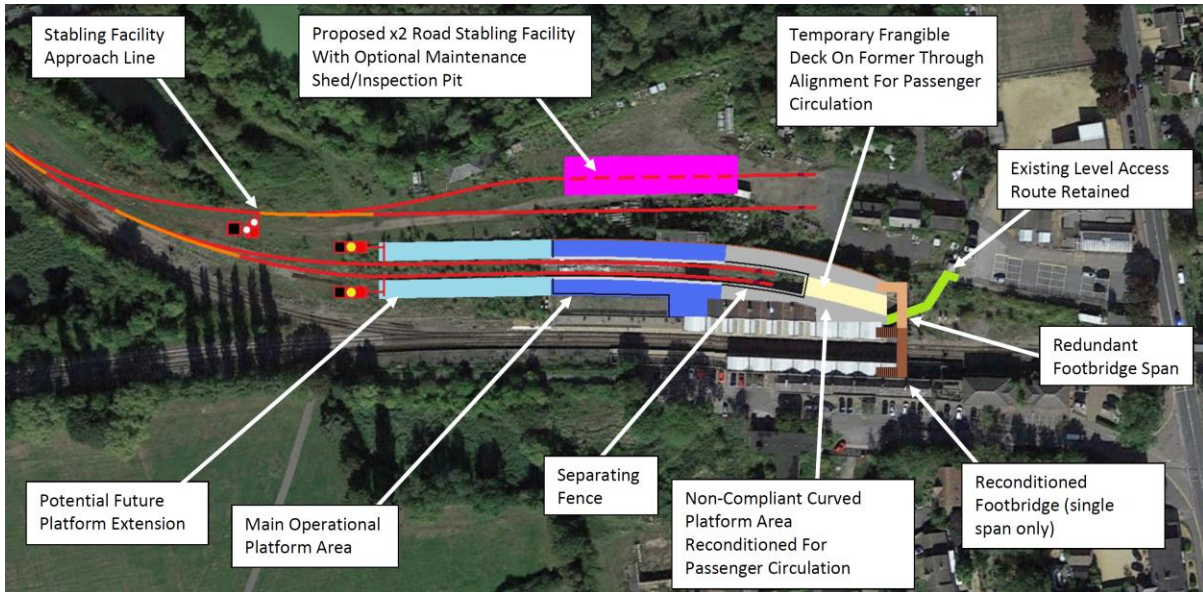 Stabling Facility
Approach Line
Proposed x2 Road Stabling Facility
With Optional Maintenance
Shed/Inspection Pit
Temporary Frangible
Deck On Former Through
Alignment For Passenger
Circulation
Existing Level Access
Route Retained
Redundant
Footbridge Span
Potential Future
Platform Extension
Main Operational
Platform Area
Separating
Fence
Non-Compliant Curved
Platform Area
Reconditioned For
Passenger Circulation
Reconditioned
Footbridge (single
span only)